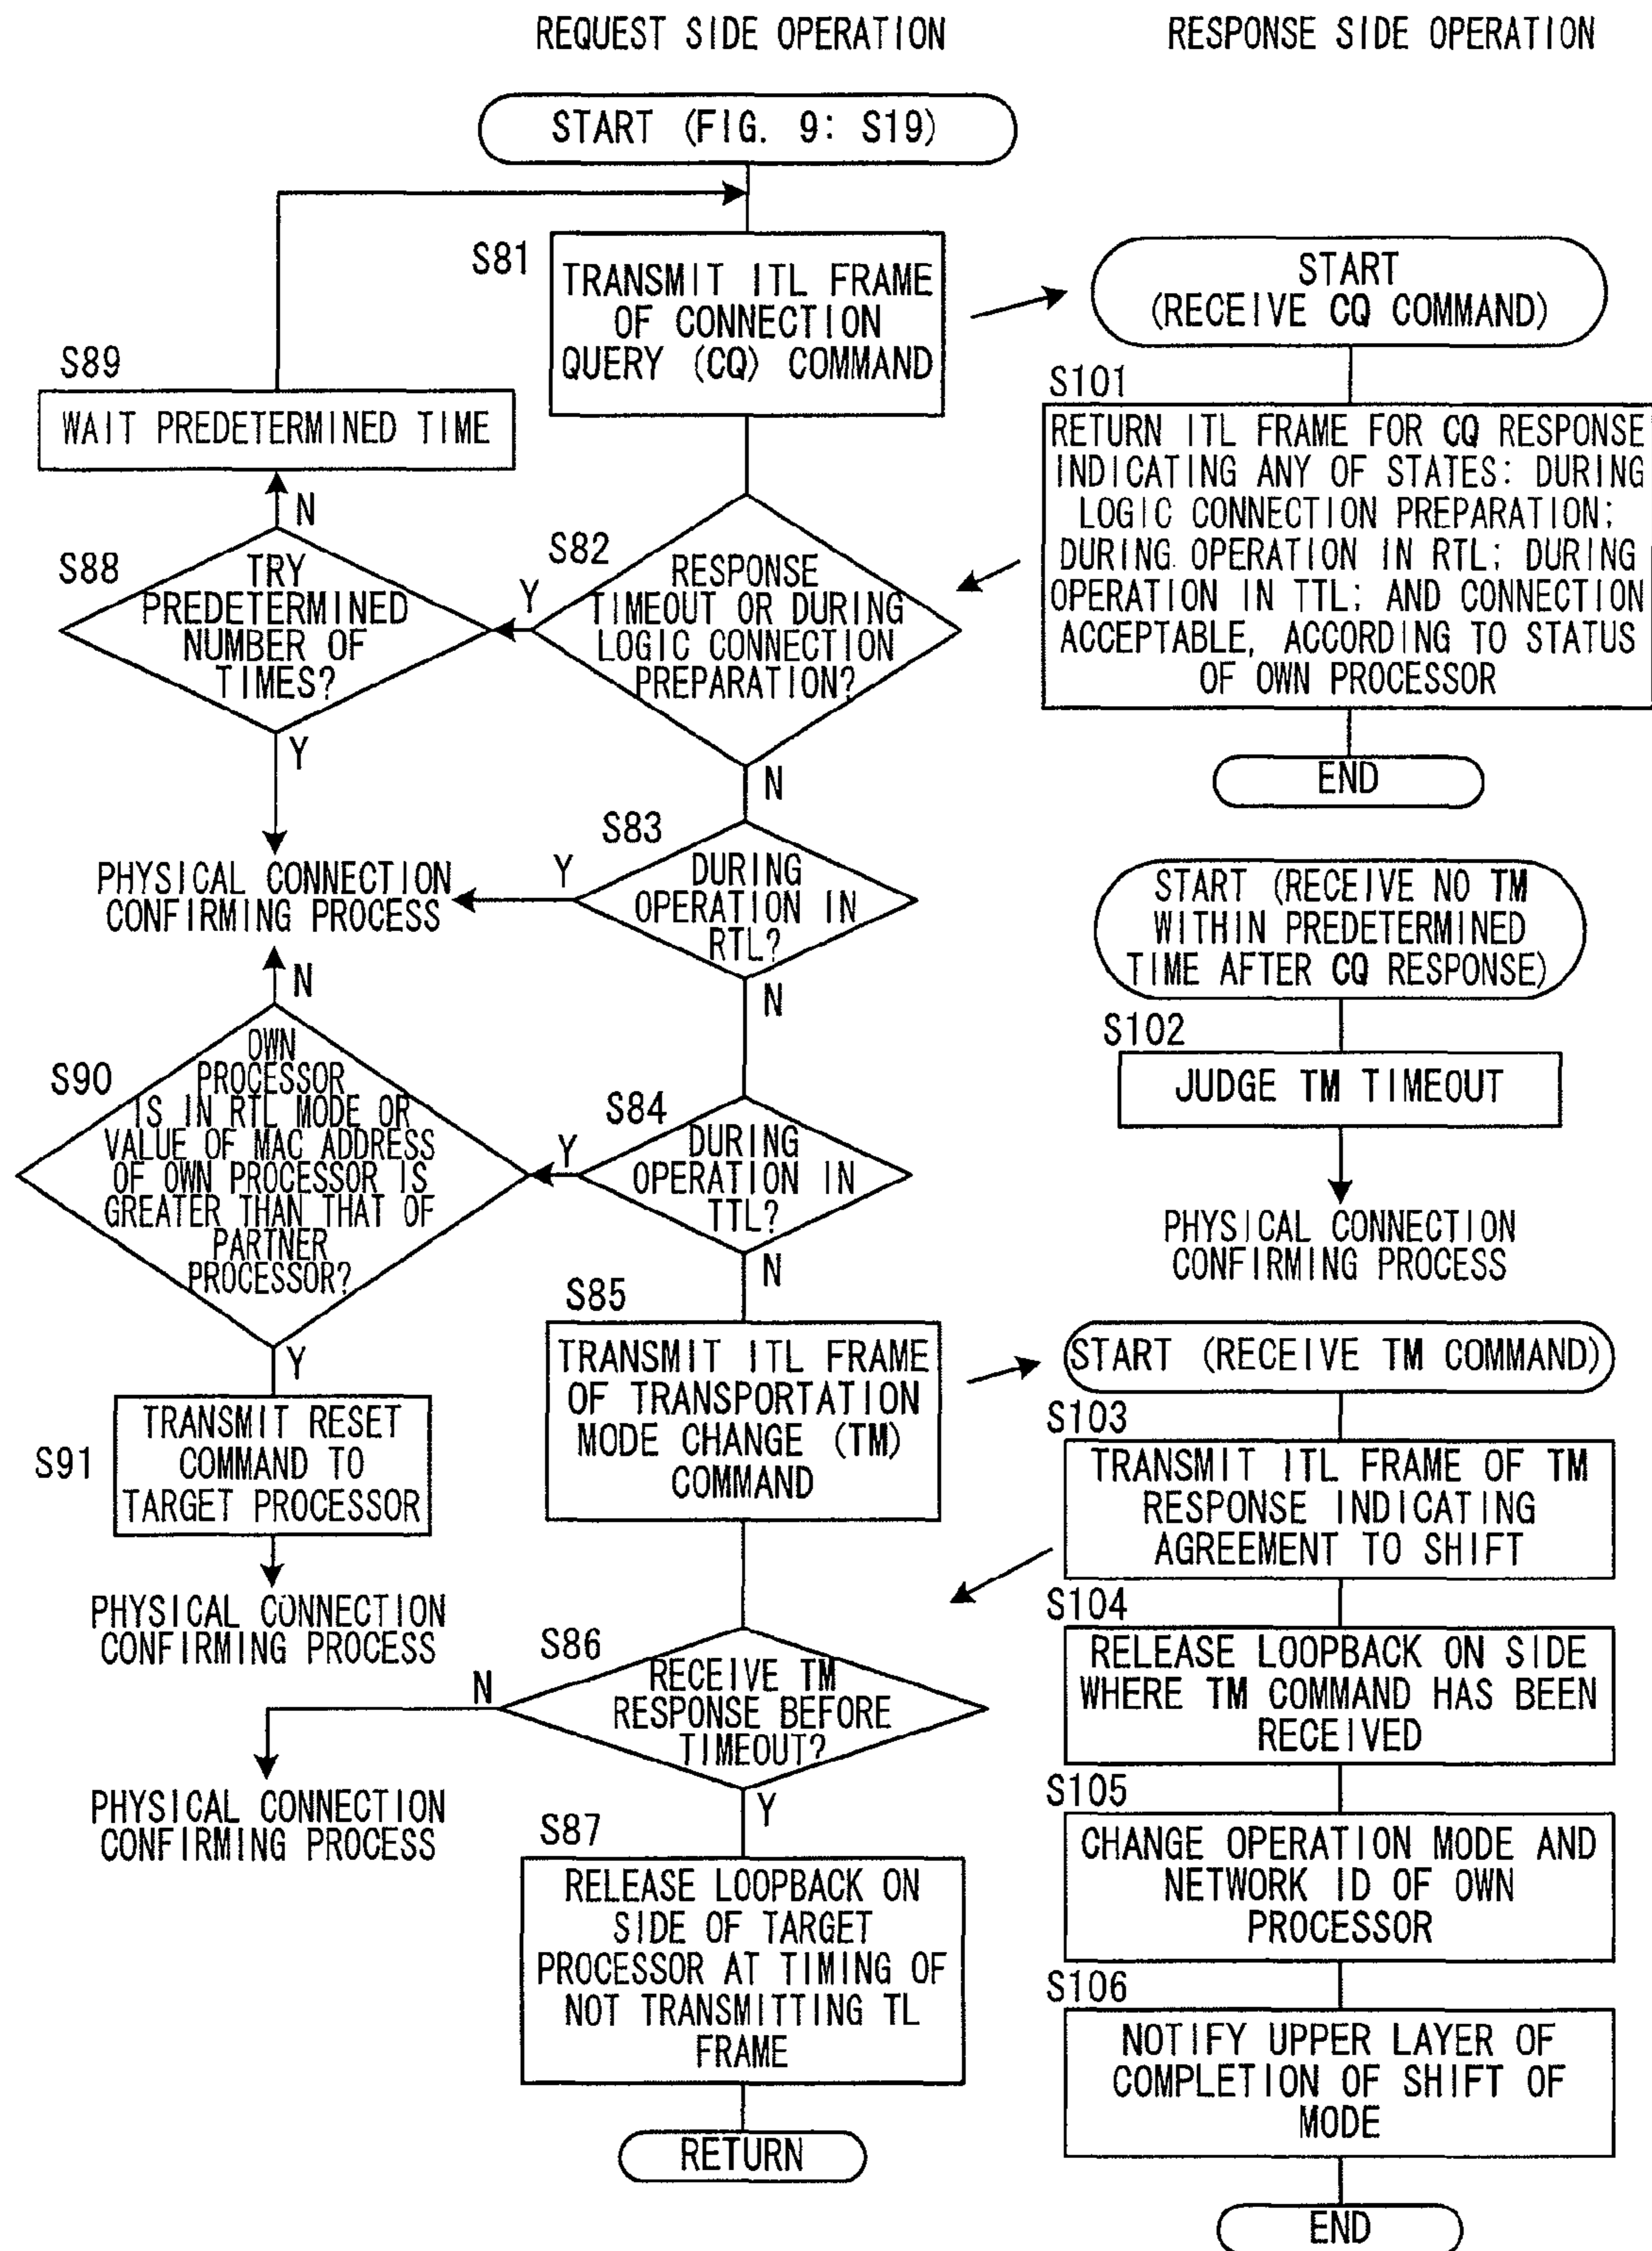 REQUEST SIDE OPERATION
RESPONSE SIDE OPERATION
START (FIG. 9: S19)
S81
TRANSMIT ITL FRAME
OF CONNECTION
QUERY (CQ) COMMAND
START
(RECEIVE CQ COMMAND)
S89
WAIT PREDETERMINED TIME
N
S101
RETURN ITL FRAME FOR CQ RESPONSE
INDICATING ANY OF STATES: DURING
LOGIC CONNECTION PREPARATION;
DURING OPERATION IN RTL; DURING
OPERATION IN TTL; AND CONNECTION
ACCEPTABLE, ACCORDING TO STATUS
OF OWN PROCESSOR
END
S88
TRY
PREDETERMINED
NUMBER OF
TIMES?
Y
S82
RESPONSE
TIMEOUT OR DURING
LOGIC CONNECTION
PREPARATION?
Y
N
S83
DURING
OPERATION IN
RTL?
Y
N
PHYSICAL CONNECTION
CONFIRMING PROCESS
N
START (RECEIVE NO TM
WITHIN PREDETERMINED
TIME AFTER CQ RESPONSE)
S102
JUDGE TM TIMEOUT
PHYSICAL CONNECTION
CONFIRMING PROCESS
S90
OWN
PROCESSOR
IS IN RTL MODE OR
VALUE OF MAC ADDRESS
OF OWN PROCESSOR IS
GREATER THAN THAT OF
PARTNER
PROCESSOR?
Y
S84
DURING
OPERATION IN
TTL?
Y
N
S91
TRANSMIT RESET
COMMAND TO
TARGET PROCESSOR
PHYSICAL CONNECTION
CONFIRMING PROCESS
S85
TRANSMIT ITL FRAME
OF TRANSPORTATION
MODE CHANGE (TM)
COMMAND
START (RECEIVE TM COMMAND)
S103
TRANSMIT ITL FRAME OF TM
RESPONSE INDICATING
AGREEMENT TO SHIFT
S104
RELEASE LOOPBACK ON SIDE
WHERE TM COMMAND HAS BEEN
RECEIVED
S86
RECEIVE TM
RESPONSE BEFORE
TIMEOUT?
N
Y
PHYSICAL CONNECTION
CONFIRMING PROCESS
S87
RELEASE LOOPBACK ON
SIDE OF TARGET
PROCESSOR AT TIMING OF
NOT TRANSMITTING TL
FRAME
RETURN
S105
CHANGE OPERATION MODE AND
NETWORK ID OF OWN
PROCESSOR
S106
NOTIFY UPPER LAYER OF
COMPLETION OF SHIFT OF
MODE
END